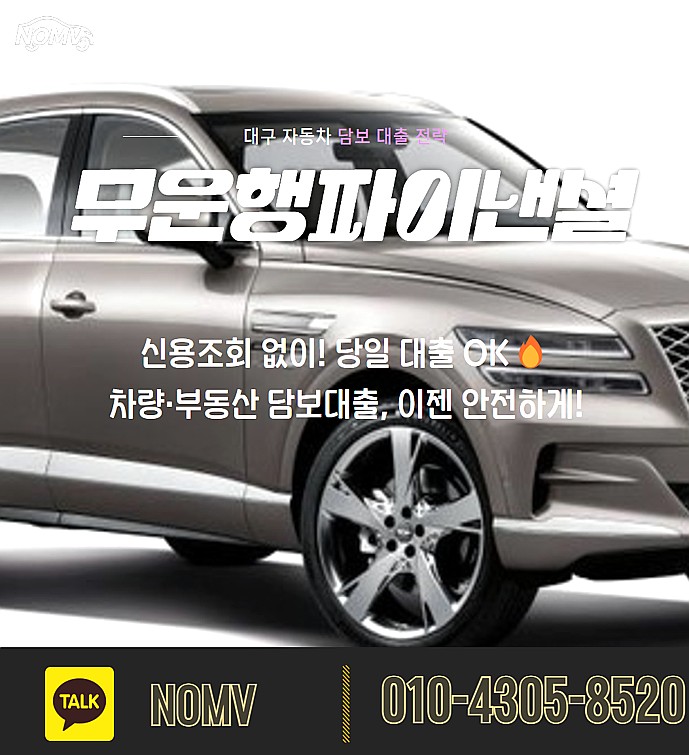 NOMV
대구 자동차 담보 대출 전략
무운행파이낸셜
신용조회 없이! 당일 대출 OK🔥
차량·부동산 담보대출, 이젠 안전하게!
TALK
NOMV
010-4305-8520